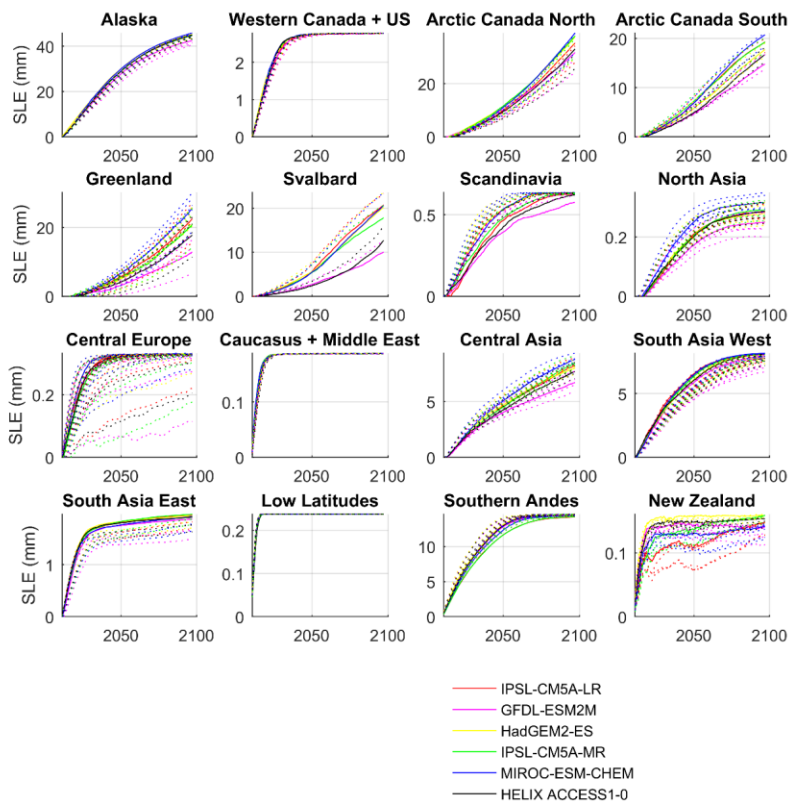 Alaska
Western Canada + US
Arctic Canada North
Arctic Canada South
SLE (mm)
40
20
0
2050
2100
2
1
0
2050
2100
20
0
2050
2100
20
10
0
2050
2100
Greenland
Svalbard
Scandinavia
North Asia
SLE (mm)
20
0
2050
2100
20
10
0
2050
2100
0.5
0
2050
2100
0.2
0
2050
2100
Central Europe
Caucasus + Middle East
Central Asia
South Asia West
SLE (mm)
0.2
0
2050
2100
0.1
0
2050
2100
5
0
2050
2100
5
0
2050
2100
South Asia East
Low Latitudes
Southern Andes
New Zealand
SLE (mm)
1
0
2050
2100
0.2
0.1
0
2050
2100
10
5
0
2050
2100
0.1
0
2050
2100
IPSL-CM5A-LR
GFDL-ESM2M
HadGEM2-ES
IPSL-CM5A-MR
MIROC-ESM-CHEM
HELIX ACCESS1-0